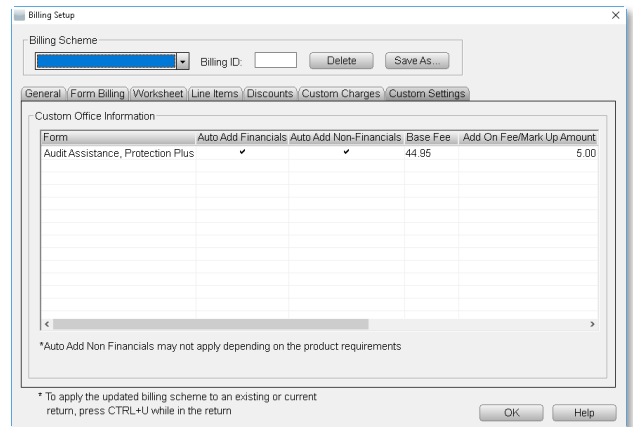 Billing Setup
Billing Scheme
Billing ID: Delete Save As...
General Form Billing Worksheet Line Items Discounts Custom Charges Custom Settings
Custom Office Information
Form Auto Add Financials Auto Add Non-Financials Base Fee Add On Fee/Mark Up Amount
Audit Assistance, Protection Plus ✔ ✔ 44.95 5.00
*Auto Add Non Financials may not apply depending on the product requirements
* To apply the updated billing scheme to an existing or current
return, press CTRL+U while in the return
OK Help